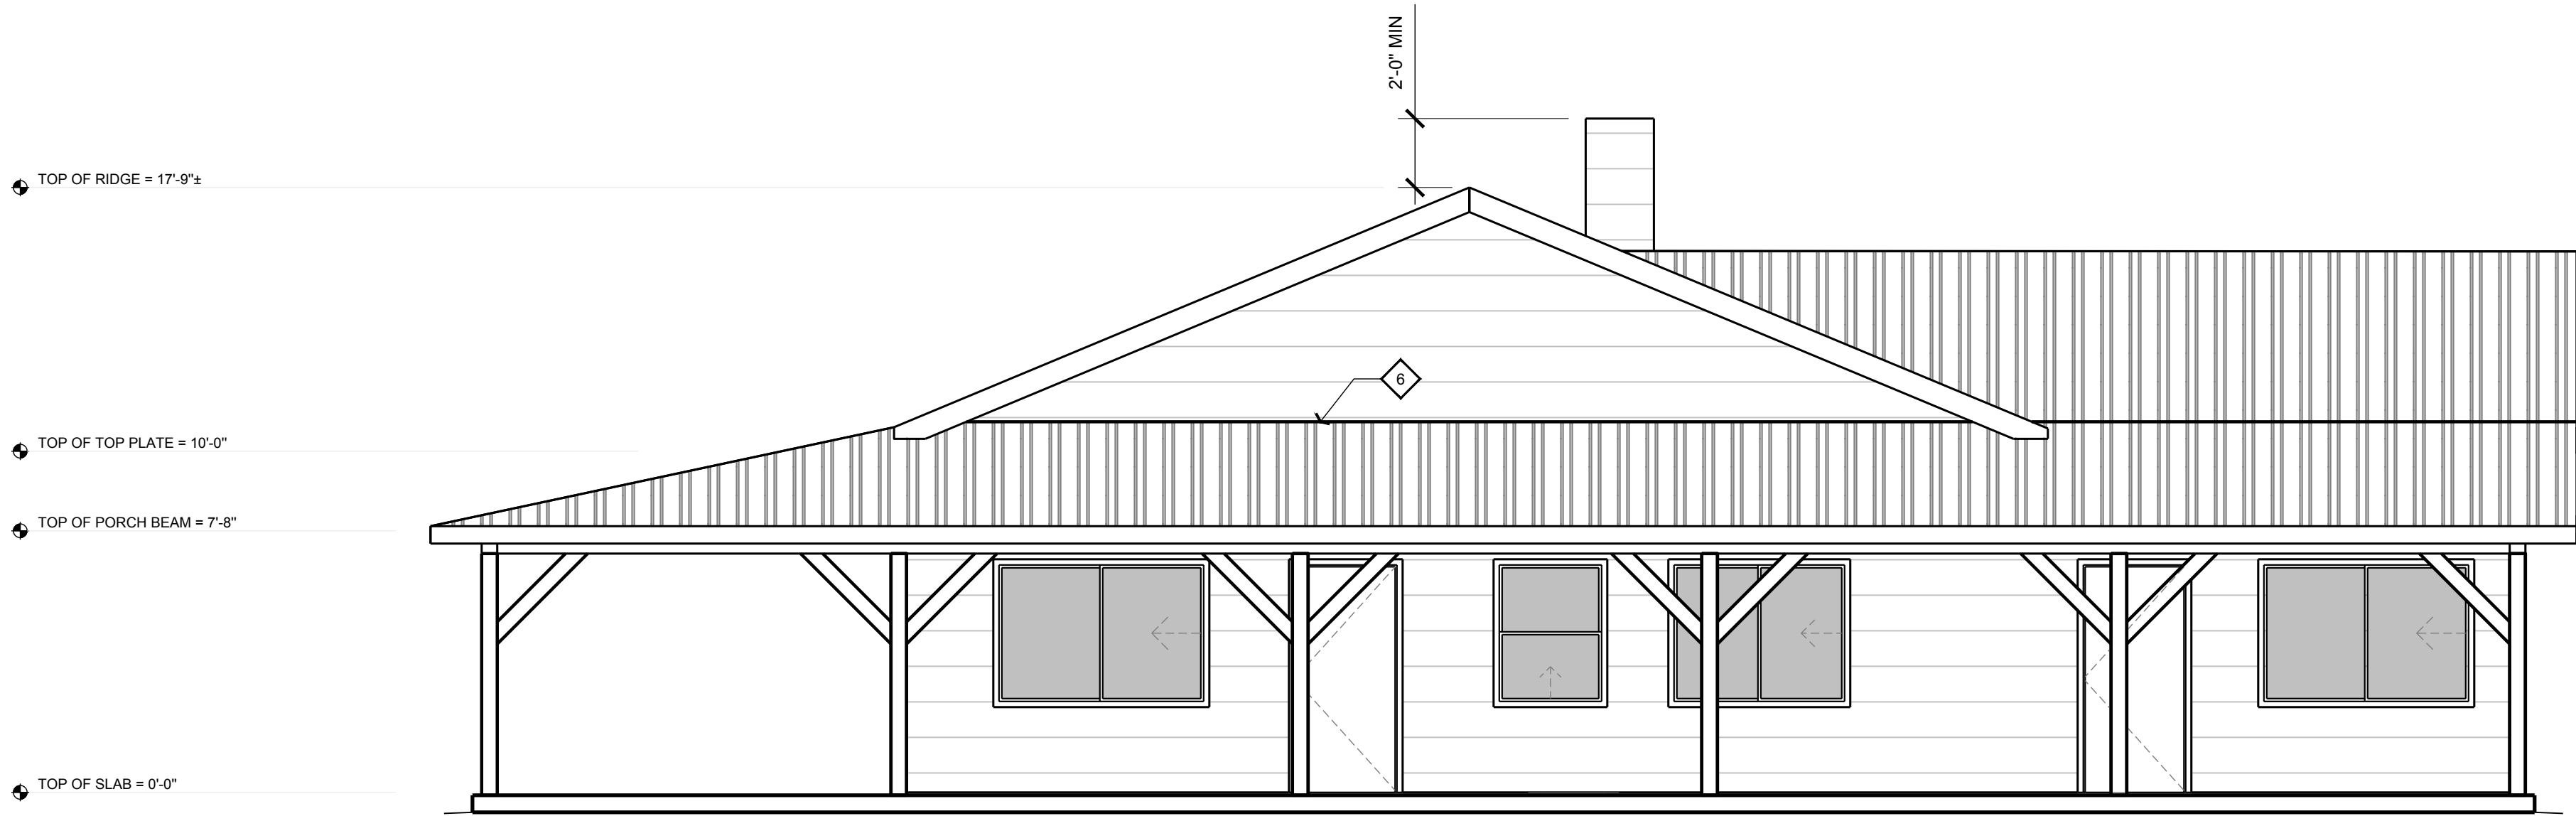 2'-0" MIN
TOP OF RIDGE = 17'-9"±
6
TOP OF TOP PLATE = 10'-0"
TOP OF PORCH BEAM = 7'-8"
TOP OF SLAB = 0'-0"